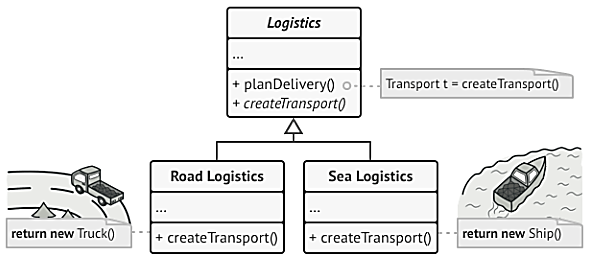 Logistics
...
+ planDelivery()
+ createTransport()
Transport t = createTransport()
Road Logistics
...
+ createTransport()
Sea Logistics
...
+ createTransport()
return new Truck()
return new Ship()